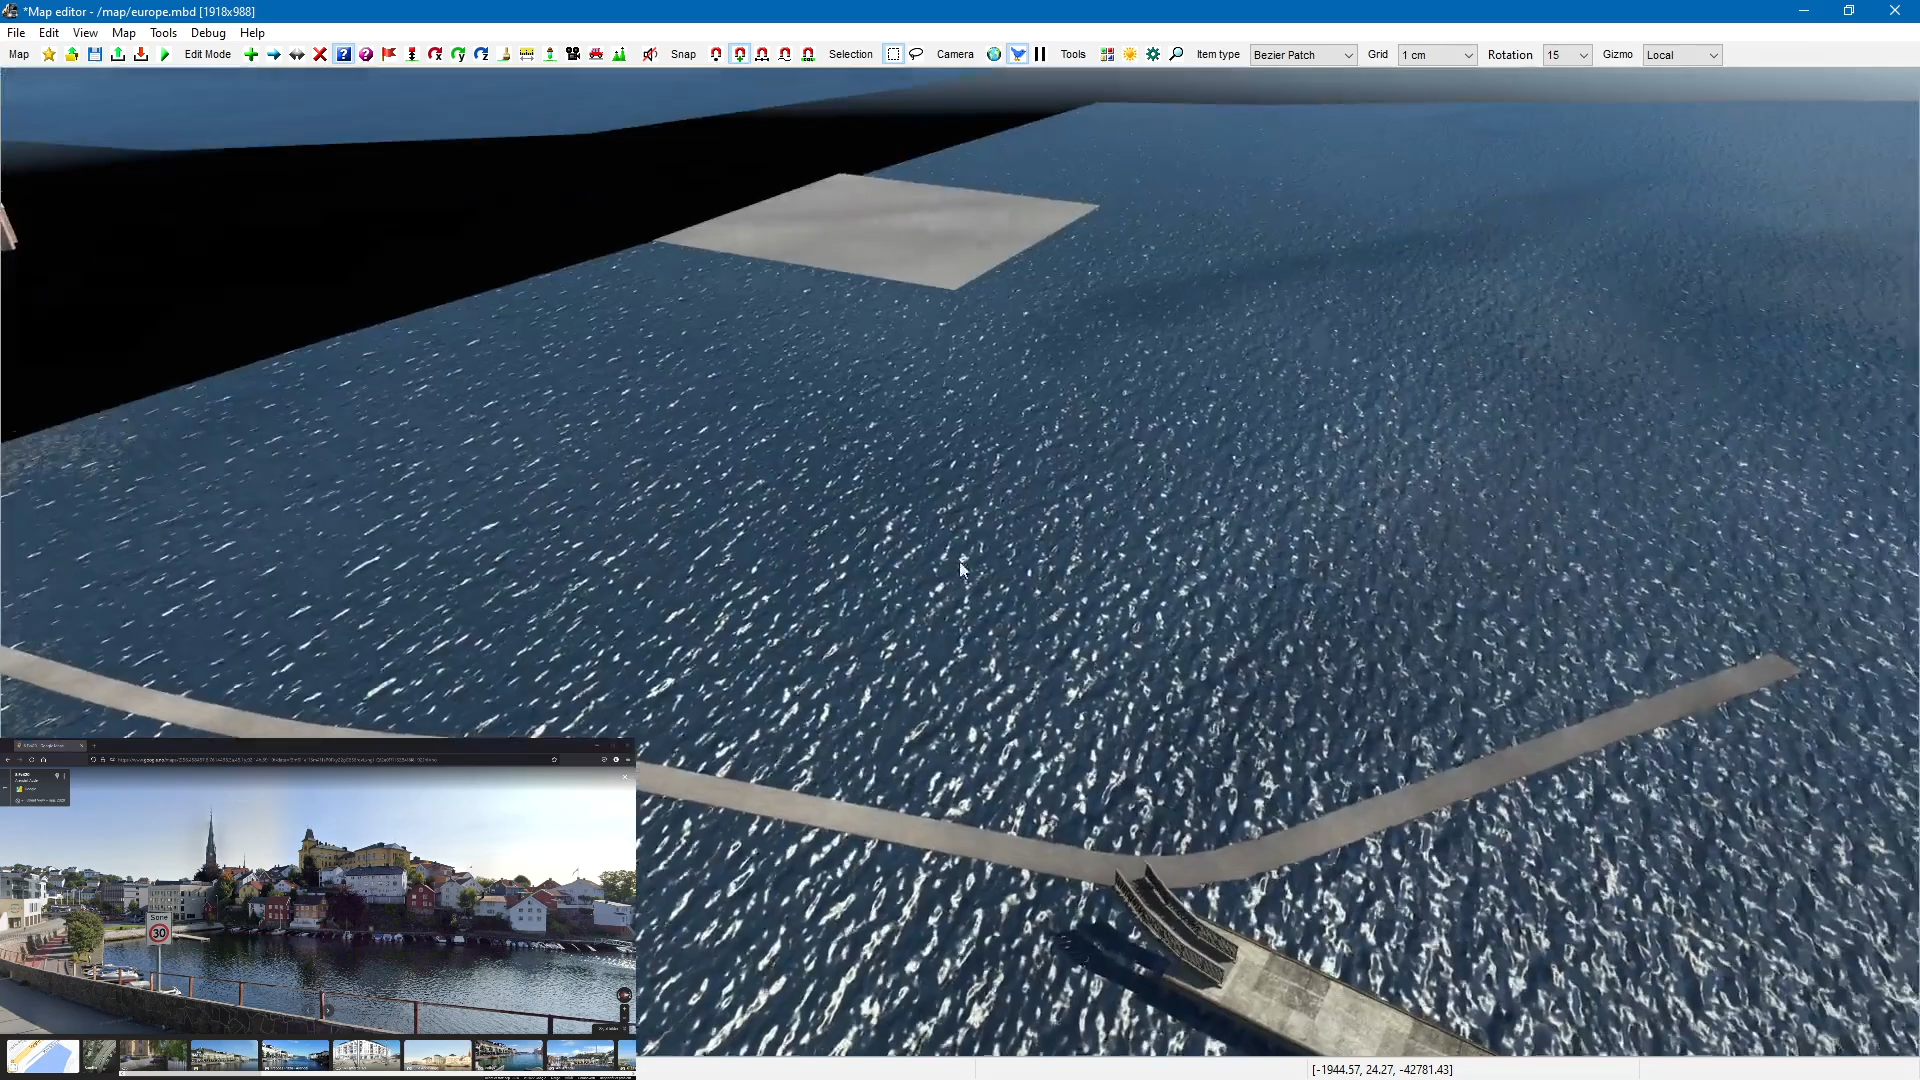 *Map editor - /map/europe.mbd [1918x988]
File Edit View Map Tools Debug Help
Map Edit Mode Snap Selection Camera Tools Item type Bezier Patch Grid 1 cm Rotation 15 Gizmo Local
Sone
30
[-1944.57, 24.27, -42781.43]